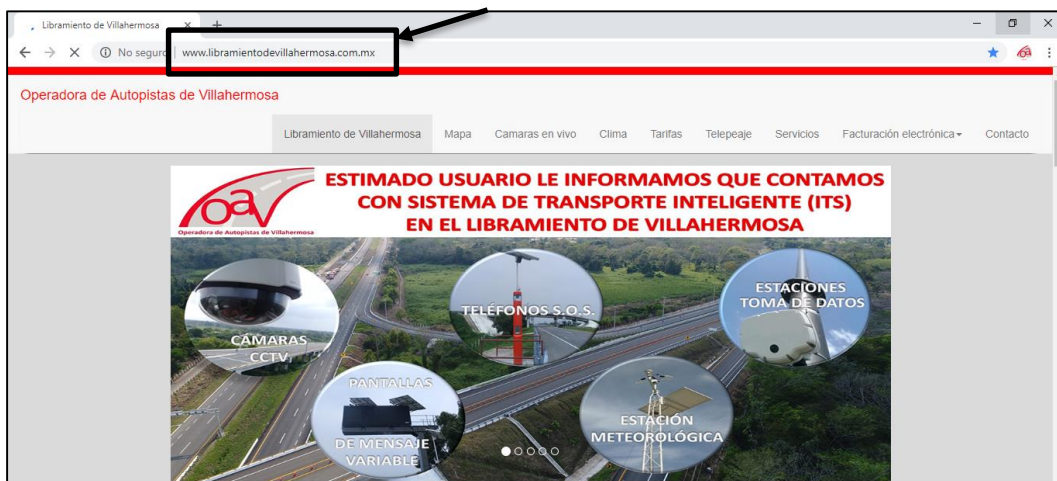 Libramiento de Villahermosa
No seguro | www.libramientodevillahermosa.com.mx
Operadora de Autopistas de Villahermosa
Libramiento de Villahermosa Mapa Camaras en vivo Clima Tarifas Telepeaje Servicios Facturación electrónica Contacto
ESTIMADO USUARIO LE INFORMAMOS QUE CONTAMOS
CON SISTEMA DE TRANSPORTE INTELIGENTE (ITS)
EN EL LIBRAMIENTO DE VILLAHERMOSA
oav
Operadora de Autopistas de Villahermosa
CÁMARAS
CCTV
TELÉFONOS S.O.S.
ESTACIONES
TOMA DE DATOS
PANTALLAS
DE MENSAJE
VARIABLE
ESTACIÓN
METEOROLÓGICA